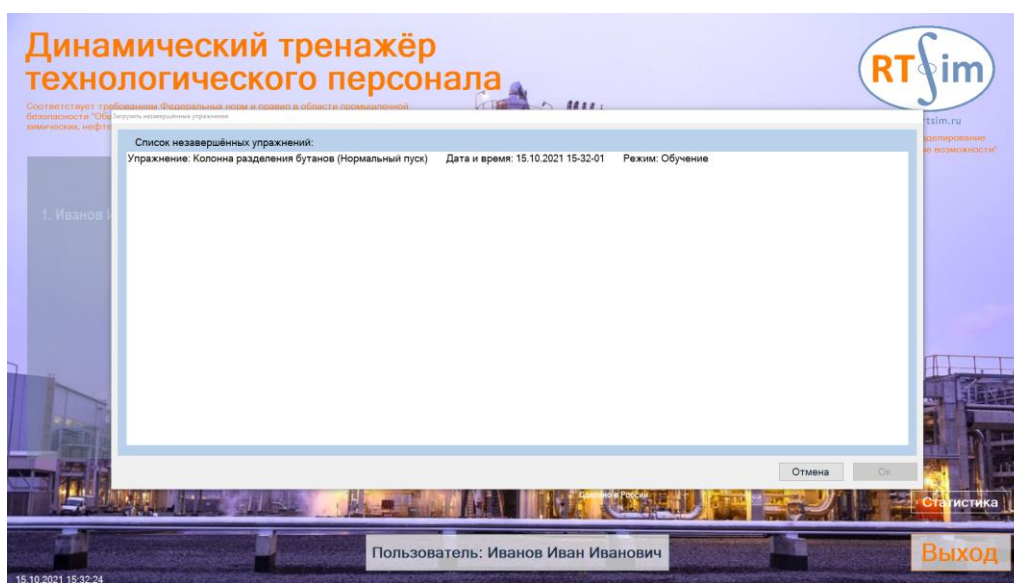 Динамический тренажёр
технологического персонала
RTsim
Соответствует требованиям Федеральных норм и правил в области промышленной
безопасности "Общ
химических, нефте
Загрузить незавершённые упражнения
rtsim.ru
моделирование
е возможности!
Список незавершённых упражнений:
Упражнение: Колонна разделения бутанов (Нормальный пуск) Дата и время: 15.10.2021 15-32-01 Режим: Обучение
1. Иванов И
Отмена Ок
Сделано в России
Статистика
Пользователь: Иванов Иван Иванович
Выход
15.10.2021 15:32:24